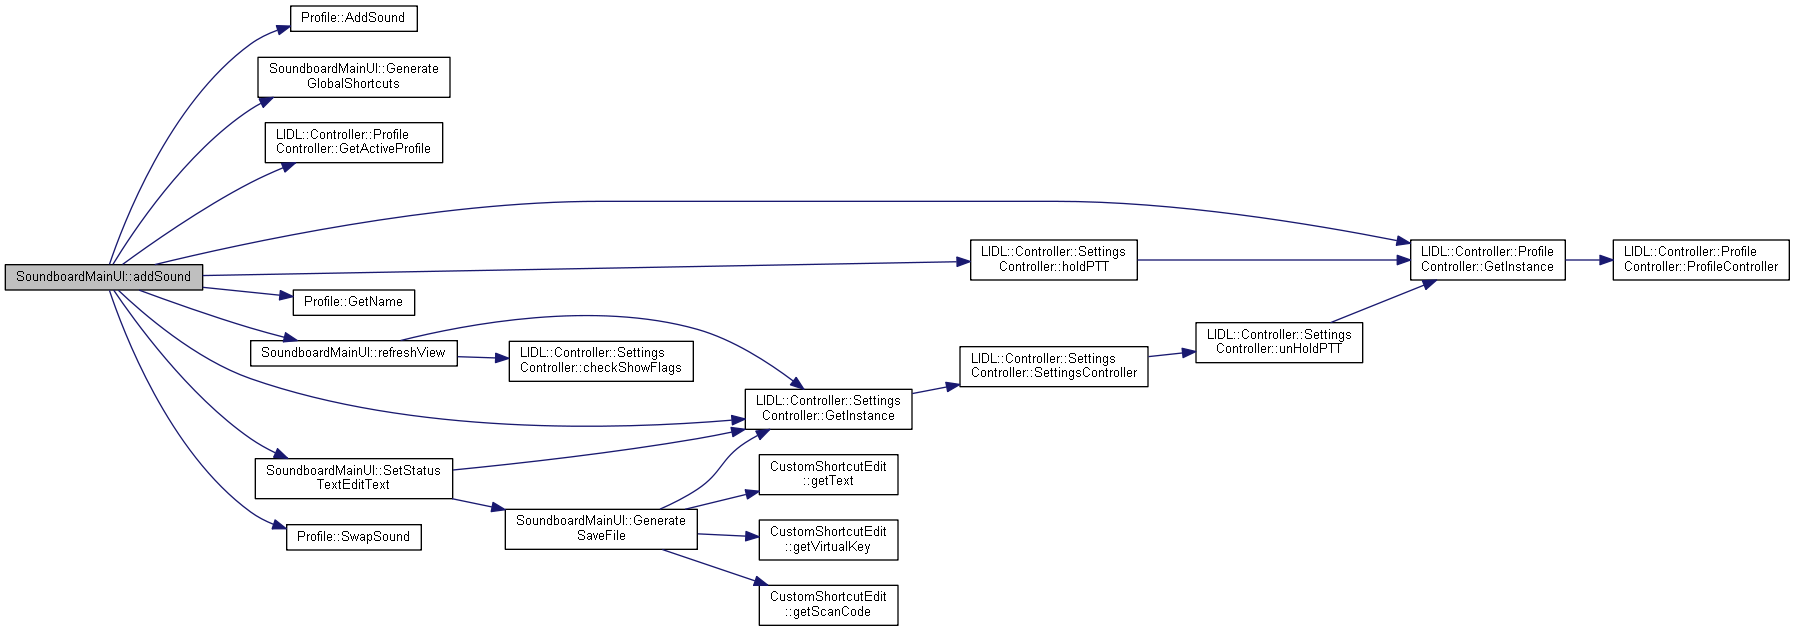 Profile::AddSound
SoundboardMainUI::Generate
GlobalShortcuts
LIDL::Controller::Profile
Controller::GetActiveProfile
SoundboardMainUI::addSound
Profile::GetName
SoundboardMainUI::refreshView
SoundboardMainUI::SetStatus
TextEditText
Profile::SwapSound
LIDL::Controller::Settings
Controller::checkShowFlags
SoundboardMainUI::Generate
SaveFile
LIDL::Controller::Settings
Controller::GetInstance
CustomShortcutEdit
::getText
CustomShortcutEdit
::getVirtualKey
CustomShortcutEdit
::getScanCode
LIDL::Controller::Settings
Controller::holdPTT
LIDL::Controller::Settings
Controller::SettingsController
LIDL::Controller::Settings
Controller::unHoldPTT
LIDL::Controller::Profile
Controller::GetInstance
LIDL::Controller::Profile
Controller::ProfileController